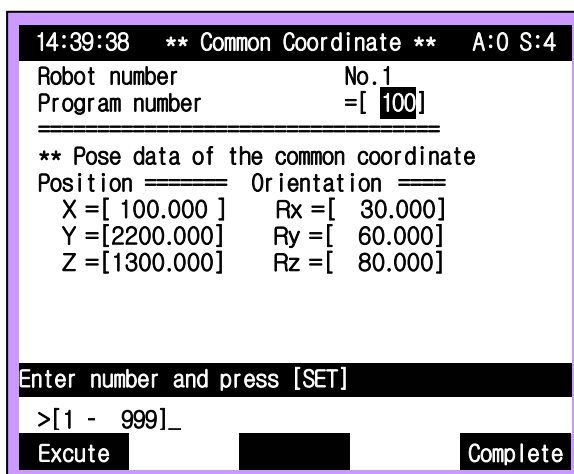 14:39:38 ** Common Coordinate ** A:0 S:4
Robot number No.1
Program number =[ 100]
==================================
** Pose data of the common coordinate
Position ======= Orientation ====
X =[ 100.000 ] Rx =[ 30.000]
Y =[2200.000] Ry =[ 60.000]
Z =[1300.000] Rz =[ 80.000]
Enter number and press [SET]
>[1 - 999]_
Excute Complete